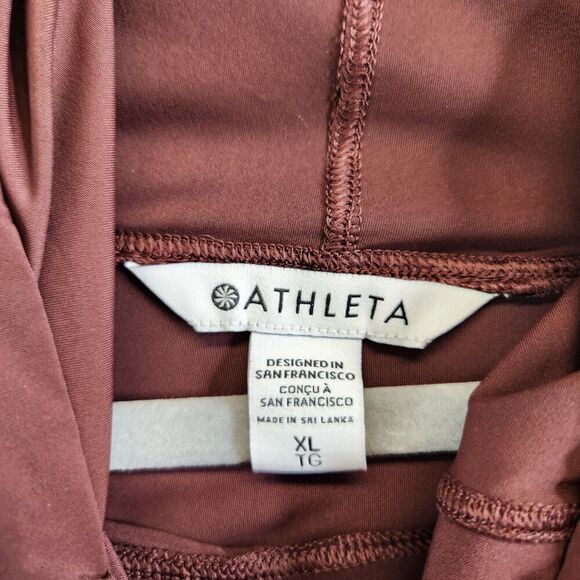 ATHLETA
DESIGNED IN
SAN FRANCISCO
CONÇU À
SAN FRANCISCO
MADE IN SRI LANKA
XL
TG